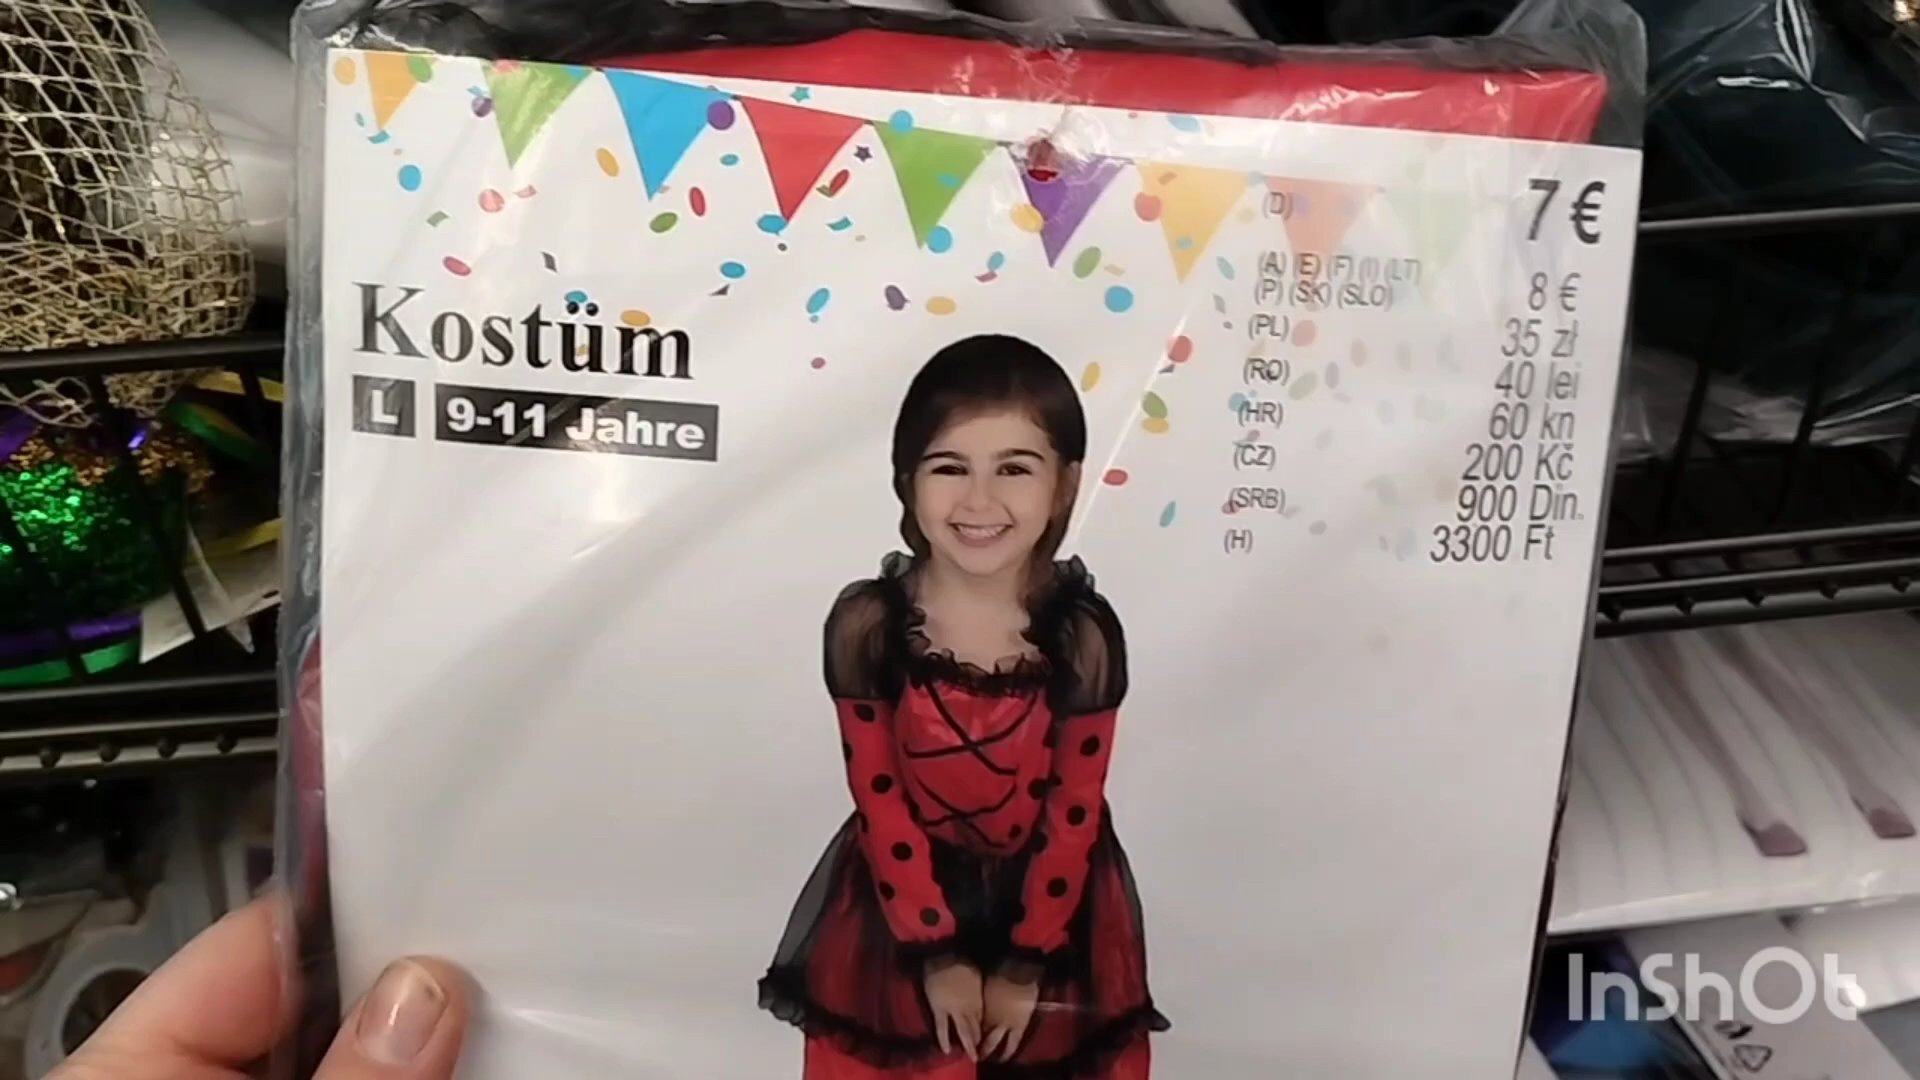 Kostüm
L 9-11 Jahre
(D) 7 €
(A) (E) (F) (I) (LT)
(P) (SK) (SLO) 8 €
(PL) 35 zł
(RO) 40 lei
(HR) 60 kn
(CZ) 200 Kč
(SRB) 900 Din.
(H) 3300 Ft
InShOt